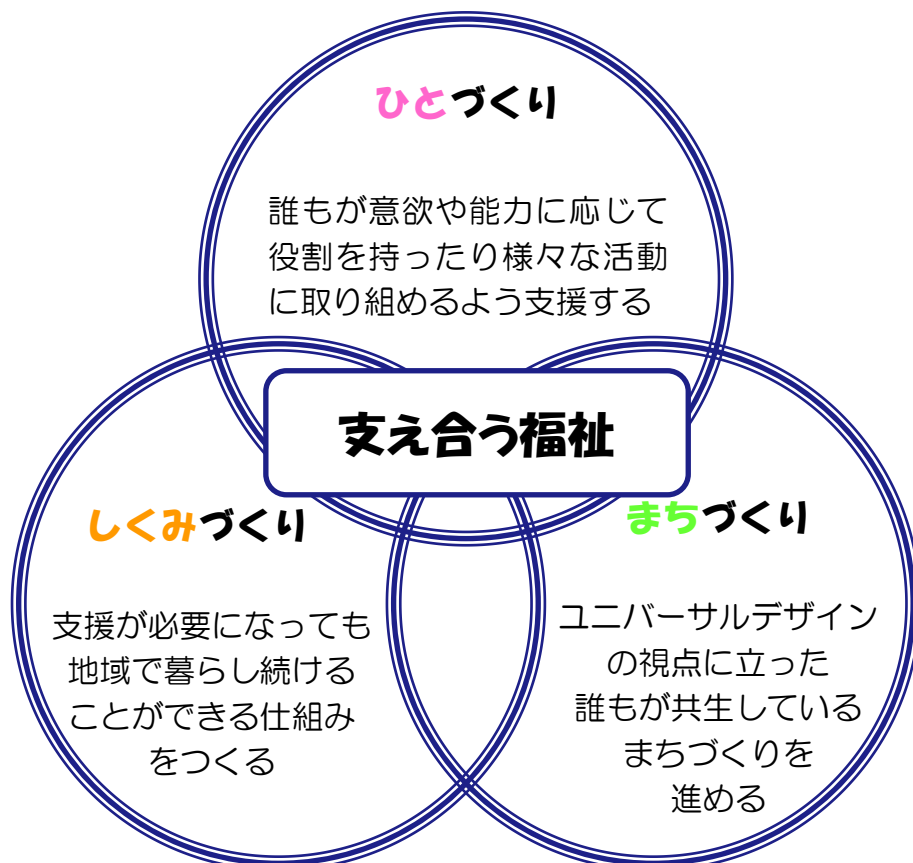 ひとづくり
誰もが意欲や能力に応じて
役割を持ったり様々な活動
に取り組めるよう支援する
支え合う福祉
しくみづくり
支援が必要になっても
地域で暮らし続ける
ことができる仕組み
をつくる
まちづくり
ユニバーサルデザイン
の視点に立った
誰もが共生している
まちづくりを
進める